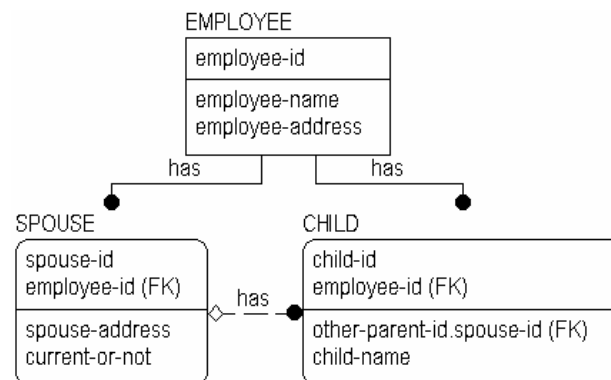 EMPLOYEE
employee-id
employee-name
employee-address
has
has
SPOUSE
spouse-id
employee-id (FK)
spouse-address
current-or-not
has
CHILD
child-id
employee-id (FK)
other-parent-id.spouse-id (FK)
child-name